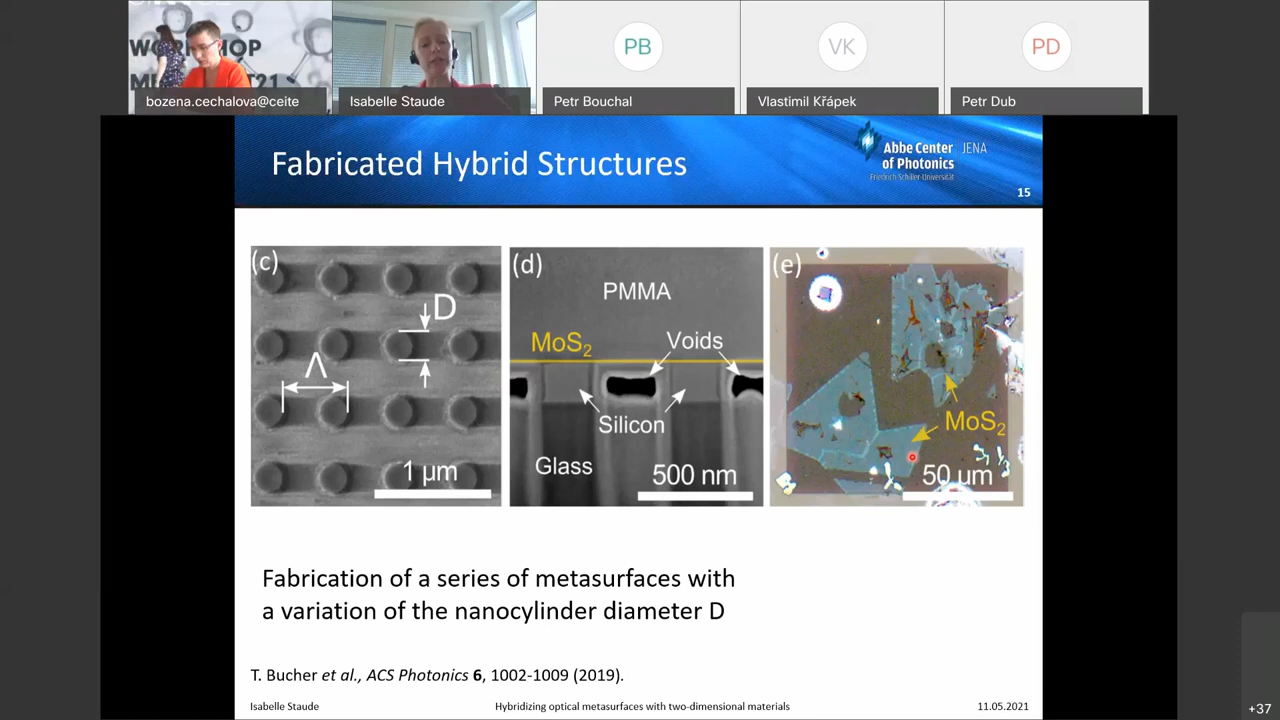 WORKSHOP
bozena.cechalova@ceite
Isabelle Staude
PB
Petr Bouchal
VK
Vlastimil Křápek
PD
Petr Dub
Fabricated Hybrid Structures
Abbe Center JENA
of Photonics
Friedrich-Schiller-Universität
15
(c)
D
Λ
1 µm
(d)
PMMA
MoS₂
Voids
Silicon
Glass
500 nm
(e)
MoS₂
50 µm
Fabrication of a series of metasurfaces with
a variation of the nanocylinder diameter D
T. Bucher et al., ACS Photonics 6, 1002-1009 (2019).
Isabelle Staude
Hybridizing optical metasurfaces with two-dimensional materials
11.05.2021
+37